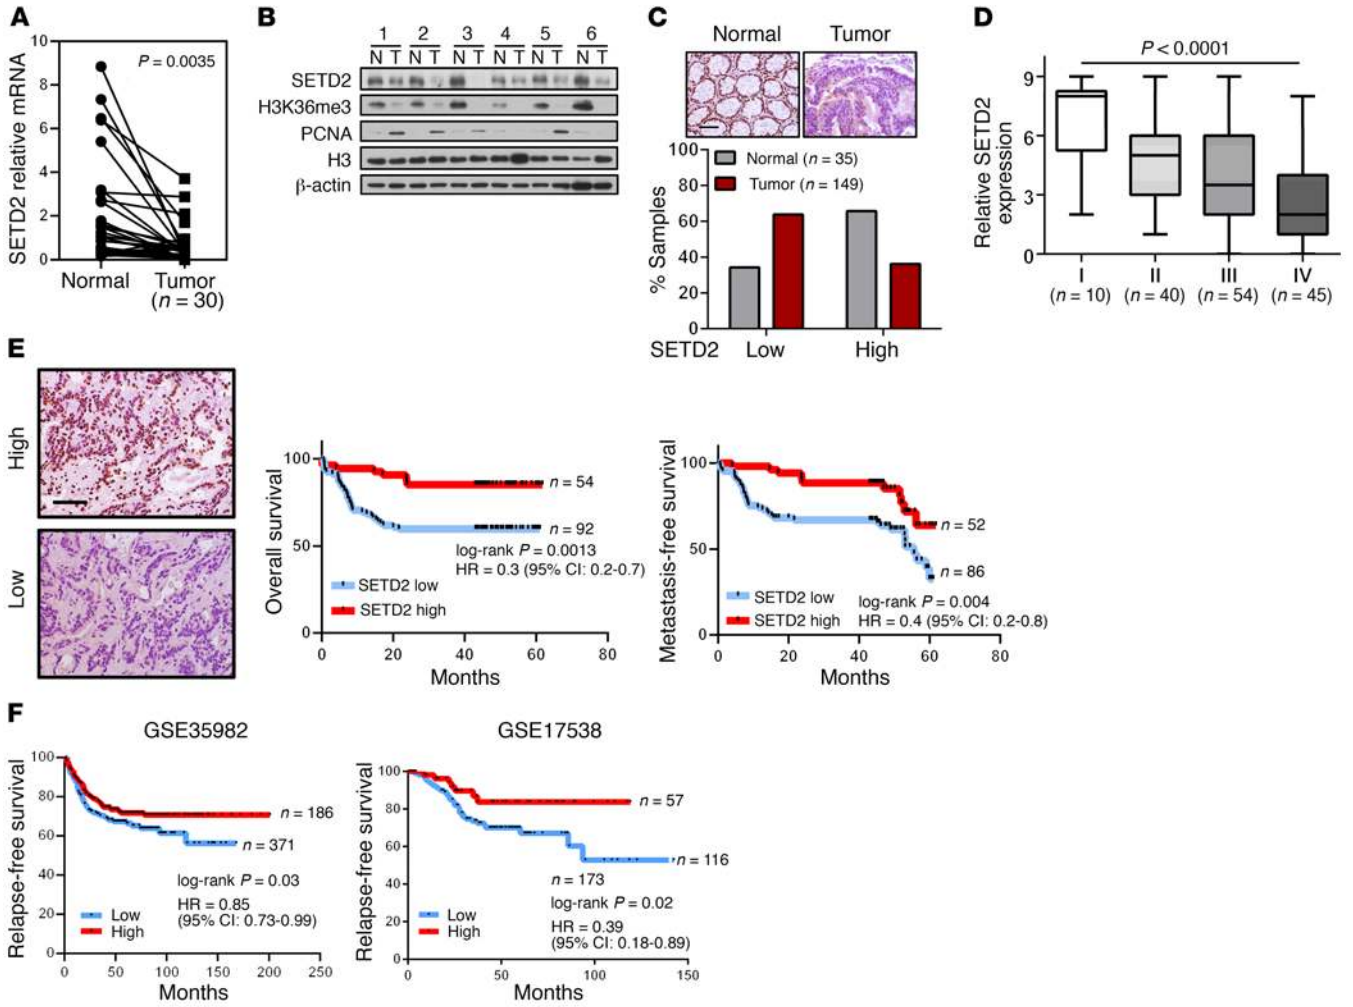 A
SETD2 relative mRNA
10
8
6
4
2
0
P = 0.0035
Normal
Tumor
(n = 30)
B
1 2 3 4 5 6
N T N T N T N T N T N T
SETD2
H3K36me3
PCNA
H3
β-actin
C
Normal
Tumor
% Samples
100
80
60
40
20
0
Normal (n = 35)
Tumor (n = 149)
SETD2
Low
High
D
Relative SETD2
expression
9
6
3
0
P < 0.0001
I
II
III
IV
(n = 10)
(n = 40)
(n = 54)
(n = 45)
E
High
Low
Overall survival
100
50
0
n = 54
n = 92
log-rank P = 0.0013
HR = 0.3 (95% CI: 0.2-0.7)
SETD2 low
SETD2 high
0 20 40 60 80
Months
Metastasis-free survival
100
50
0
n = 52
n = 86
SETD2 low
SETD2 high
log-rank P = 0.004
HR = 0.4 (95% CI: 0.2-0.8)
0 20 40 60 80
Months
F
GSE35982
Relapse-free survival
100
80
60
40
20
0
n = 186
n = 371
log-rank P = 0.03
HR = 0.85
(95% CI: 0.73-0.99)
Low
High
0 50 100 150 200 250
Months
GSE17538
Relapse-free survival
100
80
60
40
20
0
n = 57
n = 116
n = 173
log-rank P = 0.02
HR = 0.39
(95% CI: 0.18-0.89)
Low
High
0 50 100 150
Months